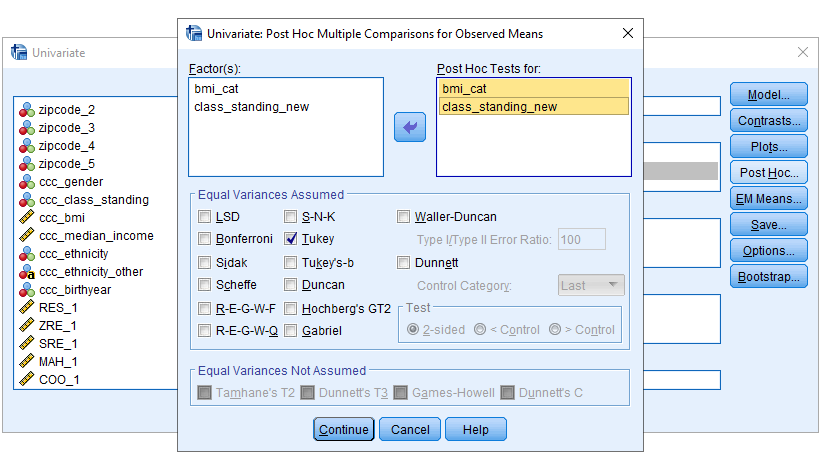 Univariate
zipcode_2
zipcode_3
zipcode_4
zipcode_5
ccc_gender
ccc_class_standing
ccc_bmi
ccc_median_income
ccc_ethnicity
ccc_ethnicity_other
ccc_birthyear
RES_1
ZRE_1
SRE_1
MAH_1
COO_1
Univariate: Post Hoc Multiple Comparisons for Observed Means
Factor(s):
bmi_cat
class_standing_new
Post Hoc Tests for:
bmi_cat
class_standing_new
Equal Variances Assumed
LSD S-N-K Waller-Duncan
Bonferroni Tukey Type I/Type II Error Ratio: 100
Sidak Tukey's-b Dunnett
Scheffe Duncan Control Category: Last
R-E-G-W-F Hochberg's GT2 Test
R-E-G-W-Q Gabriel 2-sided < Control > Control
Equal Variances Not Assumed
Tamhane's T2 Dunnett's T3 Games-Howell Dunnett's C
Continue Cancel Help
Model...
Contrasts...
Plots...
Post Hoc...
EM Means...
Save...
Options...
Bootstrap...